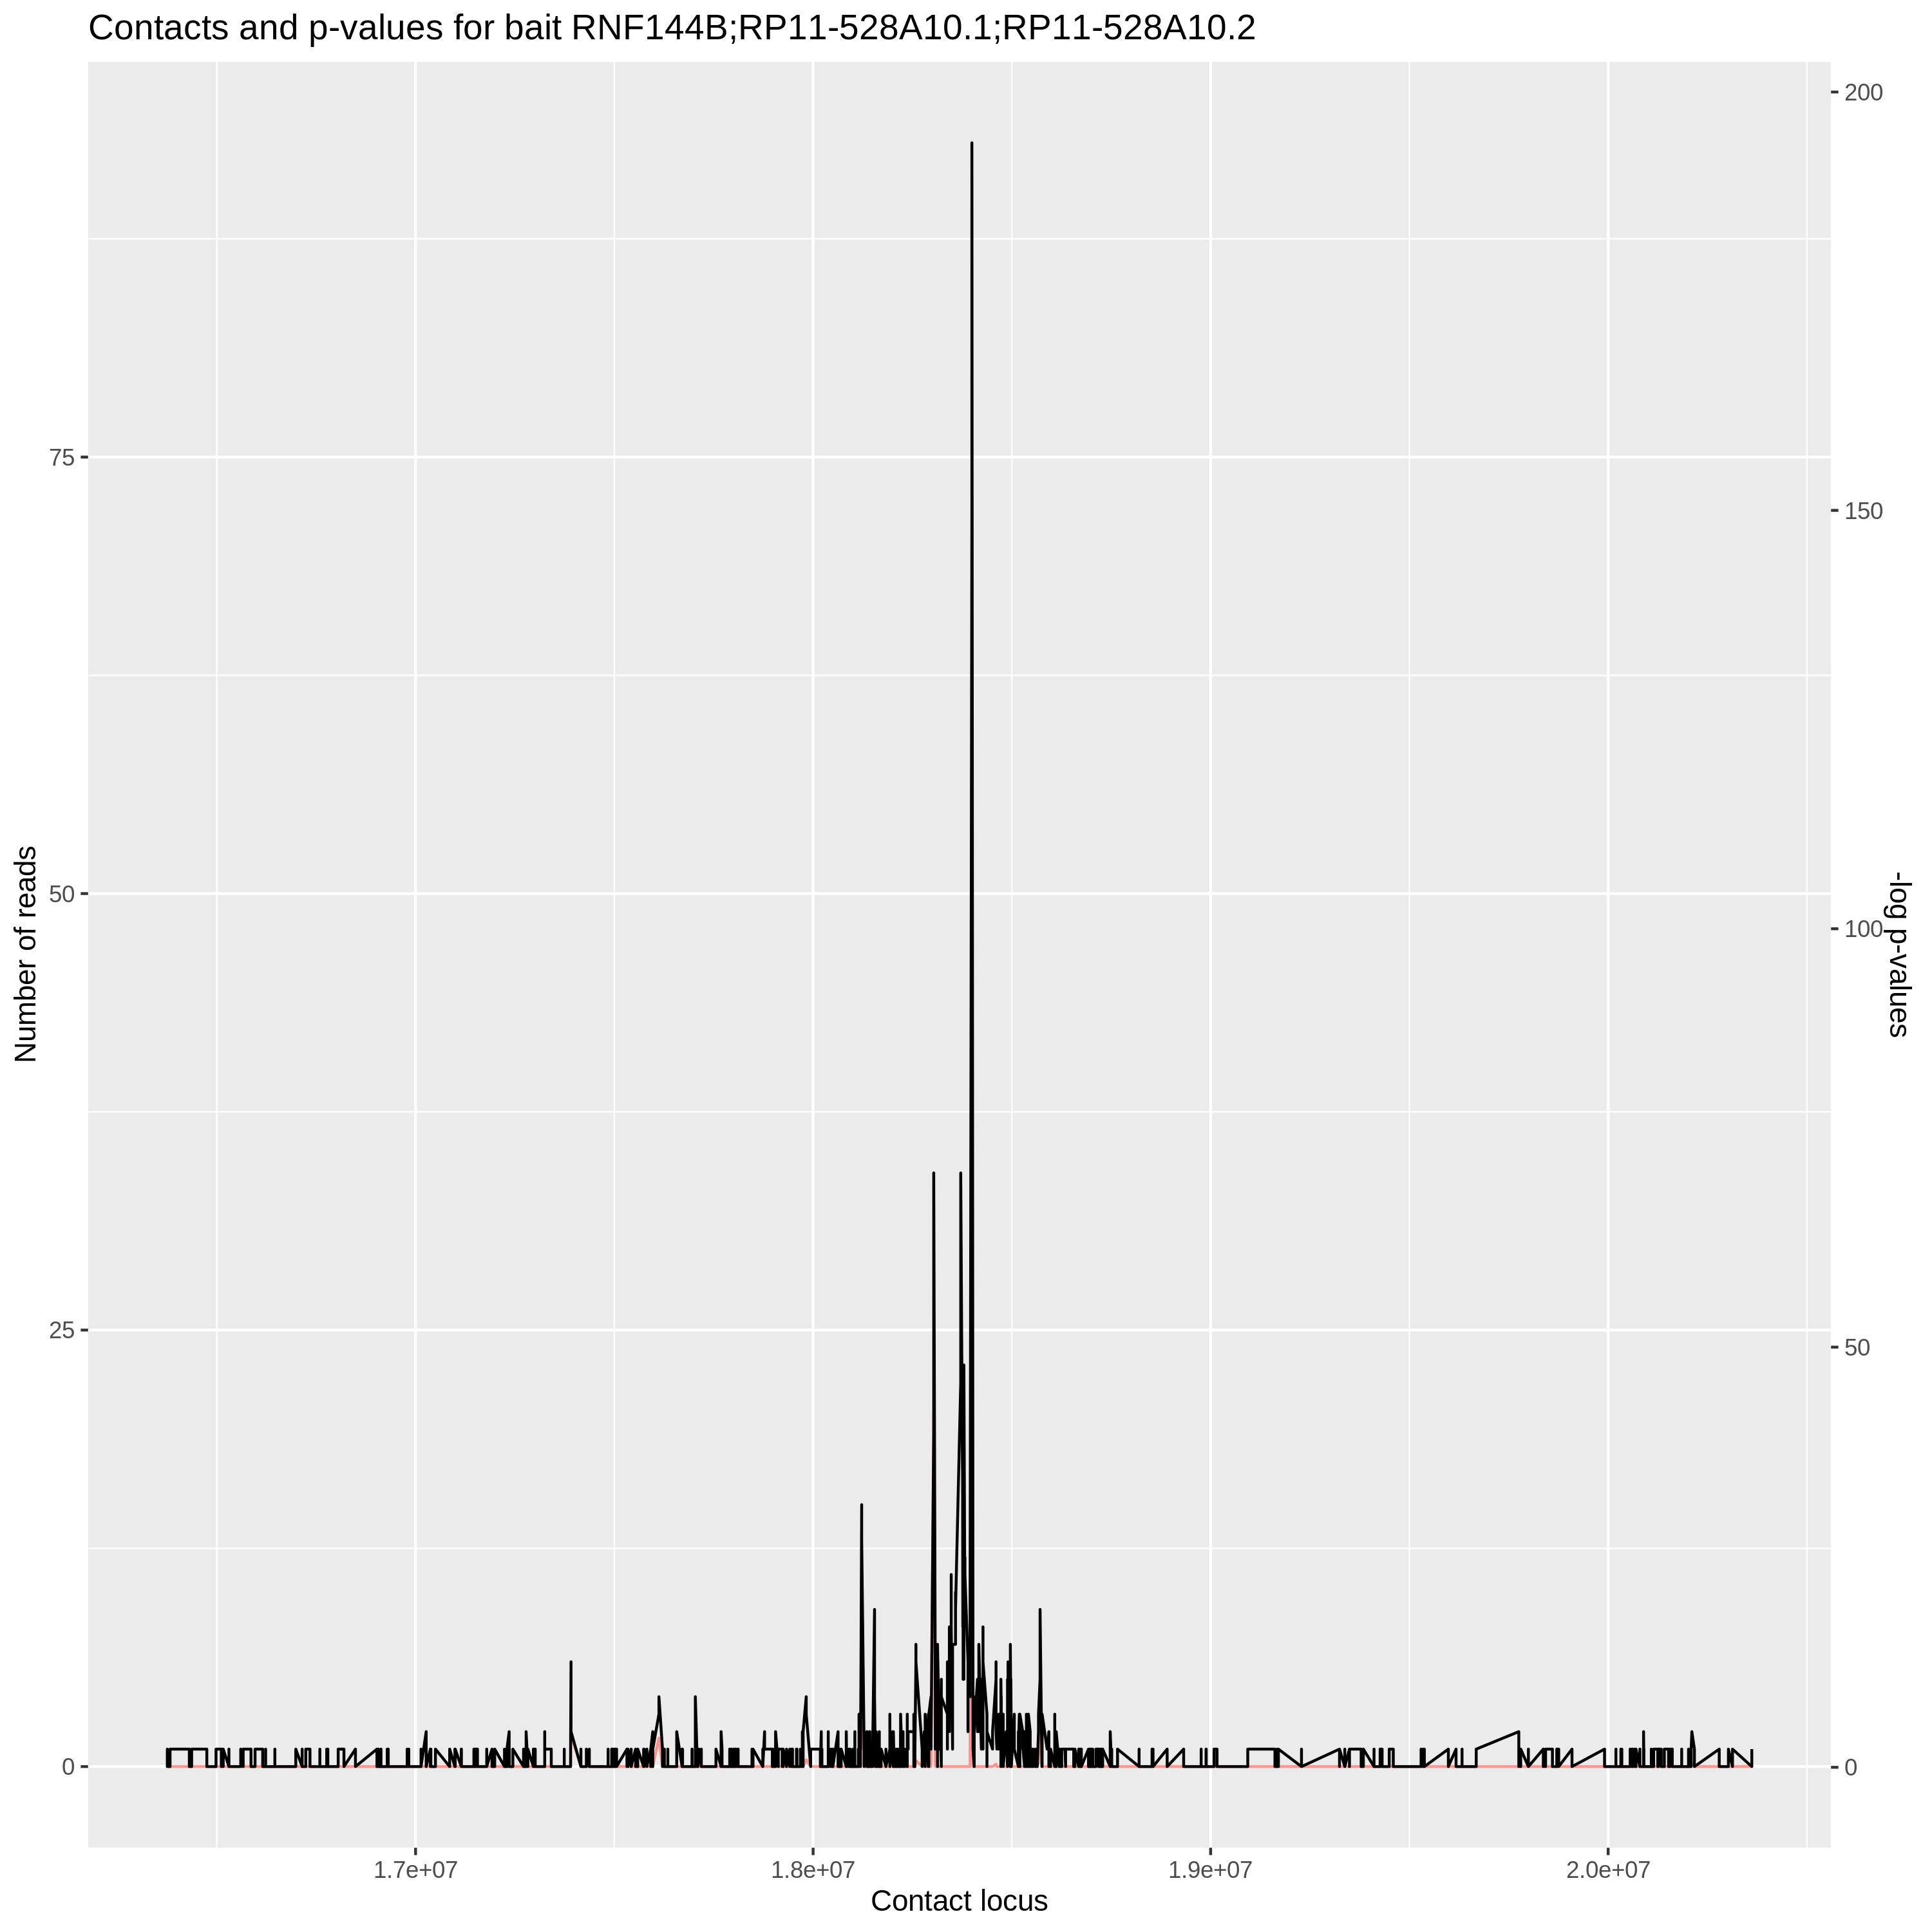 Contacts and p-values for bait RNF144B;RP11-528A10.1;RP11-528A10.2
200
150
100
50
0
-log p-values
75
50
25
0
Number of reads
1.7e+07
1.8e+07
1.9e+07
2.0e+07
Contact locus